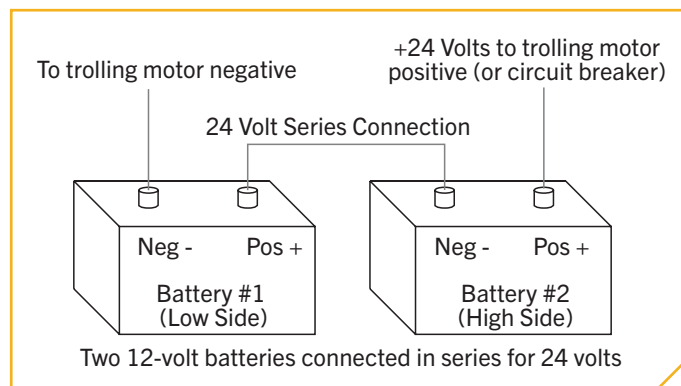 To trolling motor negative
+24 Volts to trolling motor
positive (or circuit breaker)
24 Volt Series Connection
Neg - Pos +
Battery #1
(Low Side)
Neg - Pos +
Battery #2
(High Side)
Two 12-volt batteries connected in series for 24 volts